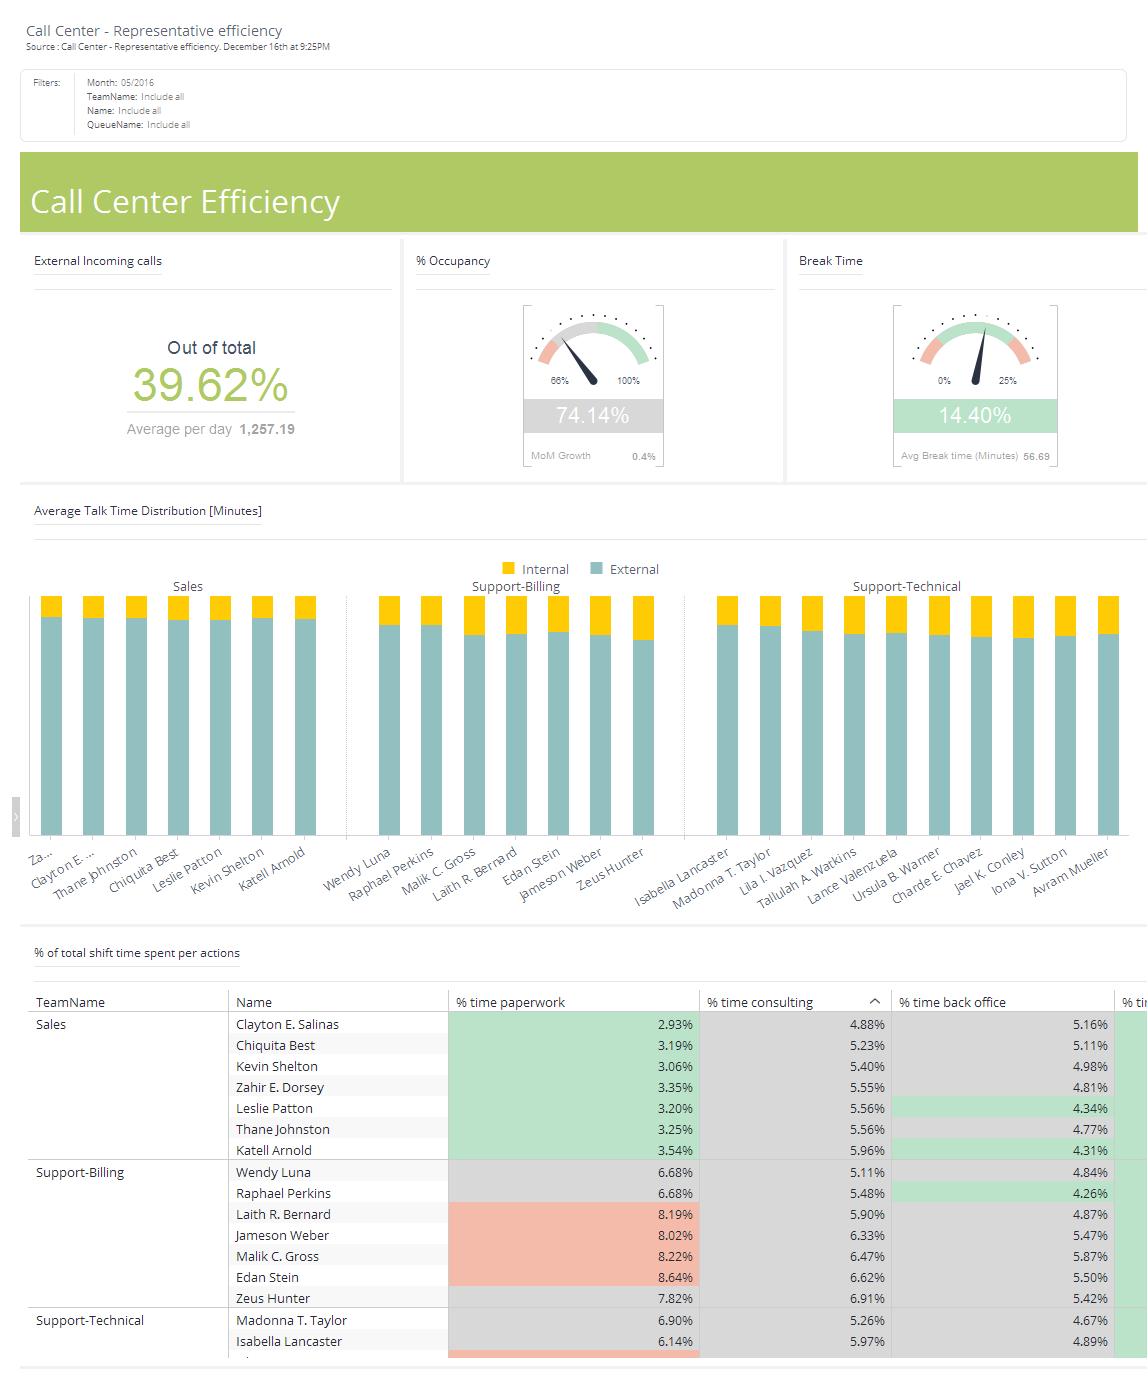 Call Center - Representative efficiency
Source : Call Center - Representative efficiency. December 16th at 9:25PM
Filters:
Month: 05/2016
TeamName: Include all
Name: Include all
QueueName: Include all
Call Center Efficiency
External Incoming calls
Out of total
39.62%
Average per day 1,257.19
% Occupancy
66% 100%
74.14%
MoM Growth 0.4%
Break Time
0% 25%
14.40%
Avg Break time (Minutes) 56.69
Average Talk Time Distribution [Minutes]
Internal External
Sales Support-Billing Support-Technical
Za...
Clayton E. ...
Thane Johnston
Chiquita Best
Leslie Patton
Kevin Shelton
Katell Arnold
Wendy Luna
Raphael Perkins
Malik C. Gross
Laith R. Bernard
Edan Stein
Jameson Weber
Zeus Hunter
Isabella Lancaster
Madonna T. Taylor
Lila I. Vazquez
Tallulah A. Watkins
Lance Valenzuela
Ursula B. Warner
Charde E. Chavez
Jael K. Conley
Iona V. Sutton
Avram Mueller
% of total shift time spent per actions
TeamName Name % time paperwork % time consulting % time back office % ti
Sales Clayton E. Salinas 2.93% 4.88% 5.16%
Chiquita Best 3.19% 5.23% 5.11%
Kevin Shelton 3.06% 5.40% 4.98%
Zahir E. Dorsey 3.35% 5.55% 4.81%
Leslie Patton 3.20% 5.56% 4.34%
Thane Johnston 3.25% 5.56% 4.77%
Katell Arnold 3.54% 5.96% 4.31%
Support-Billing Wendy Luna 6.68% 5.11% 4.84%
Raphael Perkins 6.68% 5.48% 4.26%
Laith R. Bernard 8.19% 5.90% 4.87%
Jameson Weber 8.02% 6.33% 5.47%
Malik C. Gross 8.22% 6.47% 5.87%
Edan Stein 8.64% 6.62% 5.50%
Zeus Hunter 7.82% 6.91% 5.42%
Support-Technical Madonna T. Taylor 6.90% 5.26% 4.67%
Isabella Lancaster 6.14% 5.97% 4.89%